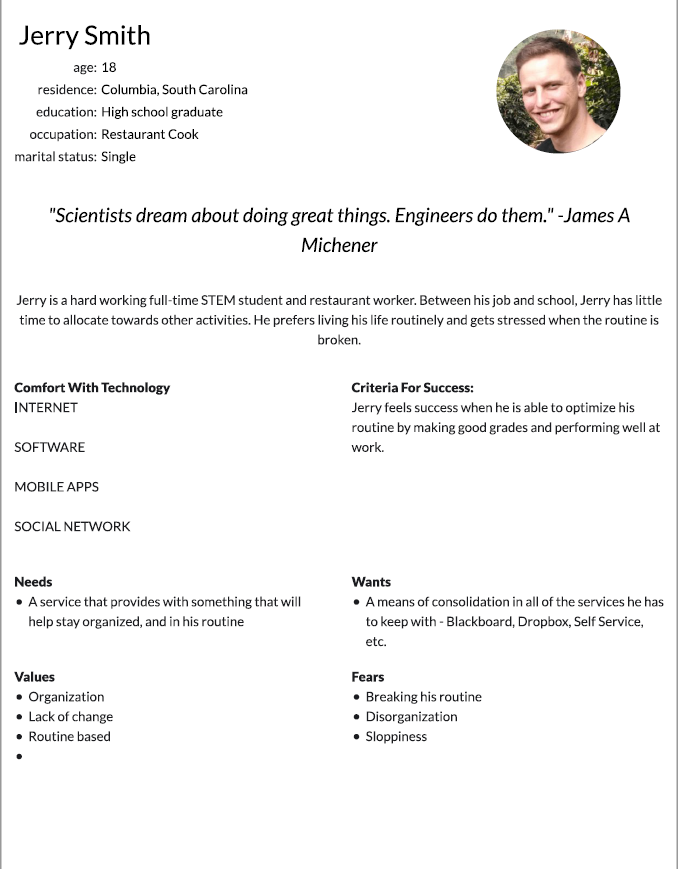 Jerry Smith
age: 18
residence: Columbia, South Carolina
education: High school graduate
occupation: Restaurant Cook
marital status: Single
"Scientists dream about doing great things. Engineers do them." -James A
Michener
Jerry is a hard working full-time STEM student and restaurant worker. Between his job and school, Jerry has little
time to allocate towards other activities. He prefers living his life routinely and gets stressed when the routine is
broken.
Comfort With Technology
INTERNET
SOFTWARE
MOBILE APPS
SOCIAL NETWORK
Criteria For Success:
Jerry feels success when he is able to optimize his
routine by making good grades and performing well at
work.
Needs
• A service that provides with something that will
help stay organized, and in his routine
Wants
• A means of consolidation in all of the services he has
to keep with - Blackboard, Dropbox, Self Service,
etc.
Values
• Organization
• Lack of change
• Routine based
•
Fears
• Breaking his routine
• Disorganization
• Sloppiness